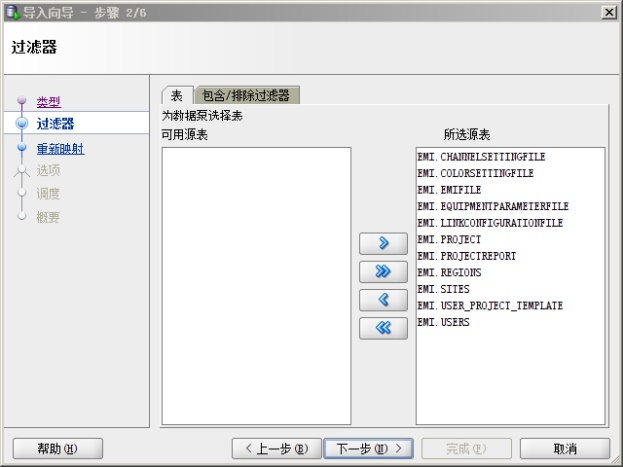 导入向导 - 步骤 2/6
过滤器
类型
过滤器
重新映射
选项
调度
概要
表
包含/排除过滤器
为数据泵选择表
可用源表
所选源表
EMI.CHANNELSETTINGFILE
EMI.COLORSETTINGFILE
EMI.EMIFILE
EMI.EQUIPMENTPARAMETERFILE
EMI.LINKCONFIGURATIONFILE
EMI.PROJECT
EMI.PROJECTREPORT
EMI.REGIONS
EMI.SITES
EMI.USER_PROJECT_TEMPLATE
EMI.USERS
帮助(H)
< 上一步(B)
下一步(N) >
完成(F)
取消